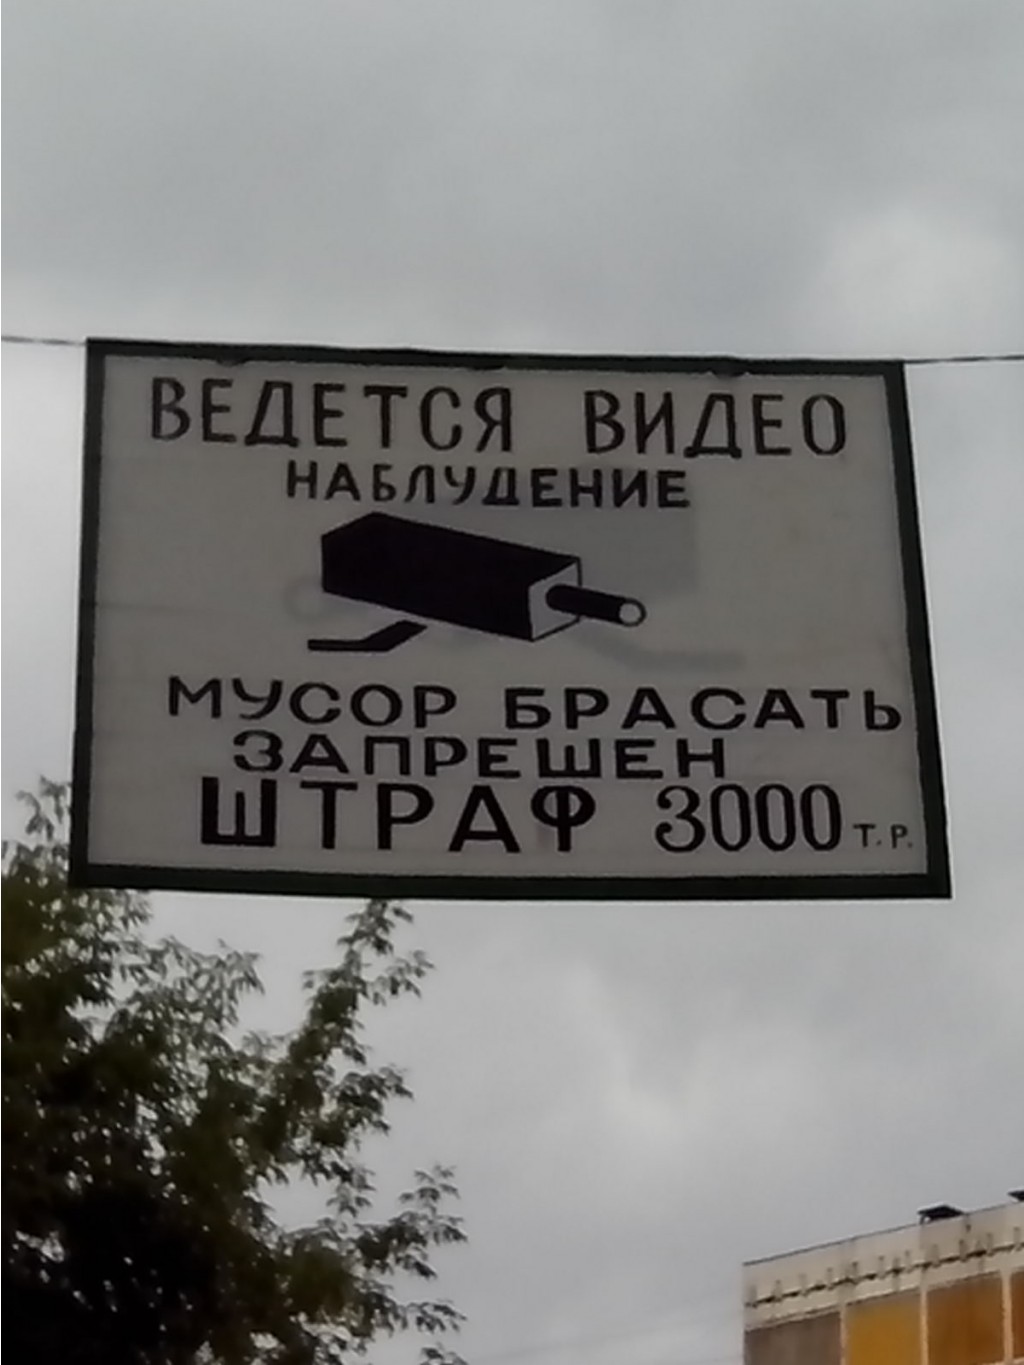 ВЕДЕТСЯ ВИДЕО
НАБЛУДЕНИЕ
МУСОР БРАСАТЬ
ЗАПРЕШЕН
ШТРАФ 3000 Т.Р.